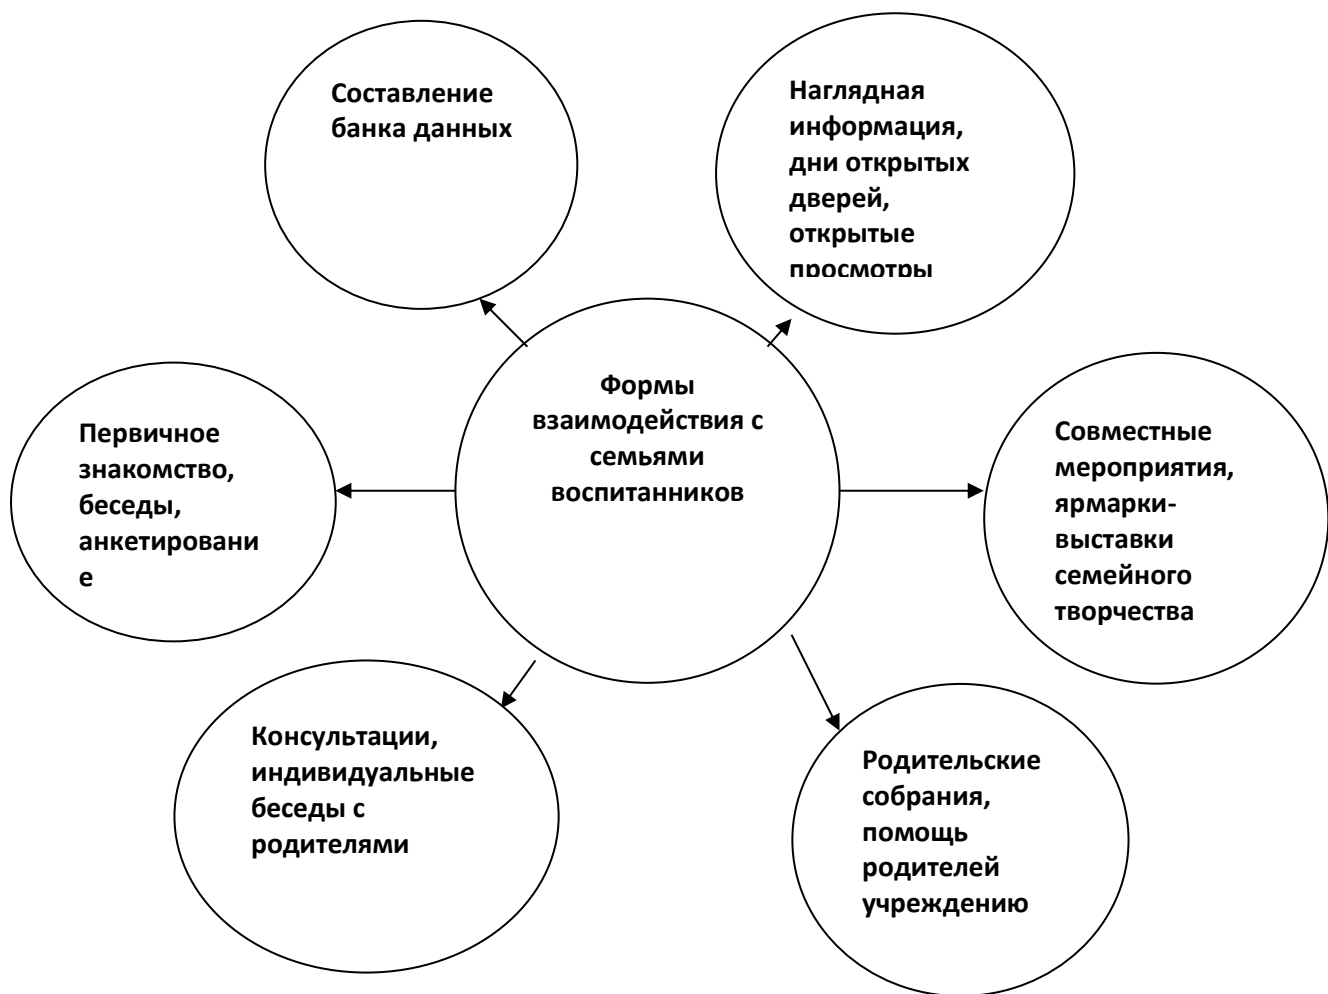 Составление
банка данных
Наглядная
информация,
дни открытых
дверей,
открытые
просмотры
Формы
взаимодействия с
семьями
воспитанников
Первичное
знакомство,
беседы,
анкетировани
е
Совместные
мероприятия,
ярмарки-
выставки
семейного
творчества
Консультации,
индивидуальные
беседы с
родителями
Родительские
собрания,
помощь
родителей
учреждению